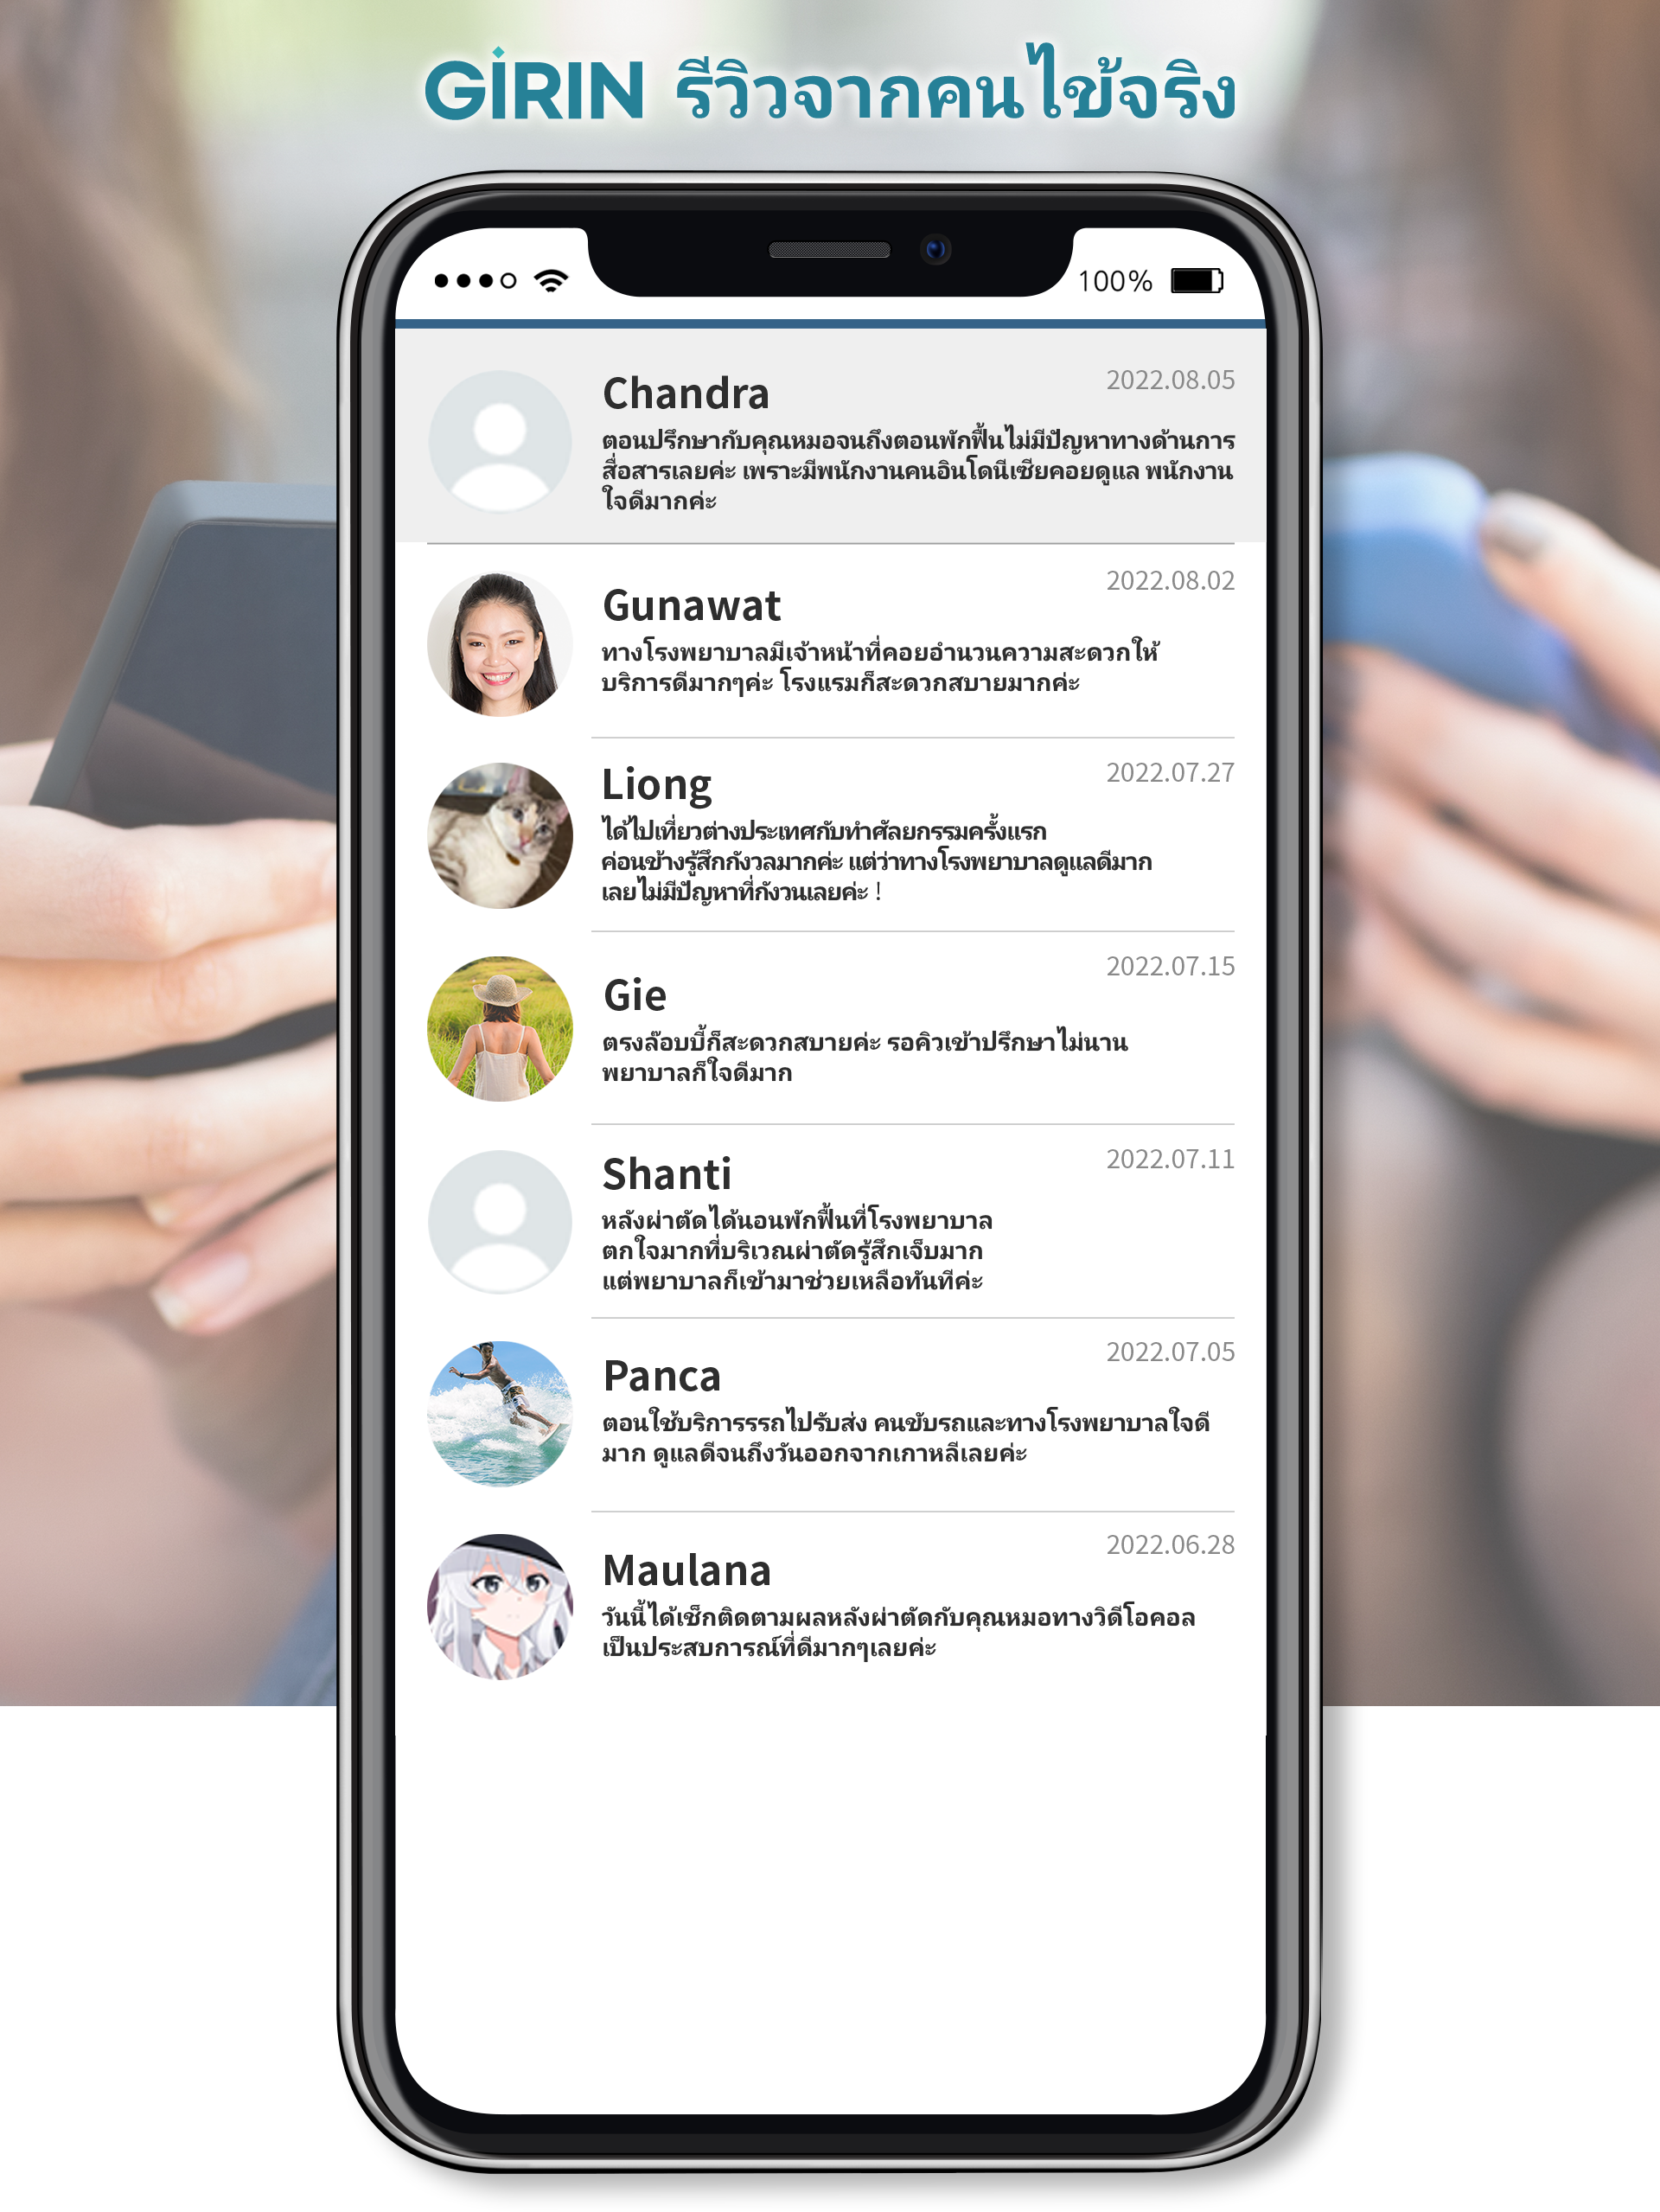 GIRIN รีวิวจากคนไข้จริง
100%
Chandra
2022.08.05
ตอนปรึกษากับคุณหมอจนถึงตอนพักฟื้นไม่มีปัญหาทางด้านการ
สื่อสารเลยค่ะ เพราะมีพนักงานคนอินโดนีเซียคอยดูแล พนักงาน
ใจดีมากค่ะ
Gunawat
2022.08.02
ทางโรงพยาบาลมีเจ้าหน้าที่คอยอำนวนความสะดวกให้
บริการดีมากๆค่ะ โรงแรมก็สะดวกสบายมากค่ะ
Liong
2022.07.27
ได้ไปเที่ยวต่างประเทศกับทำศัลยกรรมครั้งแรก
ค่อนข้างรู้สึกกังวลมากค่ะ แต่ว่าทางโรงพยาบาลดูแลดีมาก
เลยไม่มีปัญหาที่กังวนเลยค่ะ !
Gie
2022.07.15
ตรงล๊อบบี้ก็สะดวกสบายค่ะ รอคิวเข้าปรึกษาไม่นาน
พยาบาลก็ใจดีมาก
Shanti
2022.07.11
หลังผ่าตัดได้นอนพักฟื้นที่โรงพยาบาล
ตกใจมากที่บริเวณผ่าตัดรู้สึกเจ็บมาก
แต่พยาบาลก็เข้ามาช่วยเหลือทันทีค่ะ
Panca
2022.07.05
ตอนใช้บริการรรถไปรับส่ง คนขับรถและทางโรงพยาบาลใจดี
มาก ดูแลดีจนถึงวันออกจากเกาหลีเลยค่ะ
Maulana
2022.06.28
วันนี้ได้เช็กติดตามผลหลังผ่าตัดกับคุณหมอทางวิดีโอคอล
เป็นประสบการณ์ที่ดีมากๆเลยค่ะ